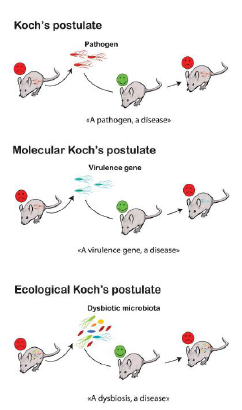 Koch's postulate
Pathogen
«A pathogen, a disease»
Molecular Koch's postulate
Virulence gene
«A virulence gene, a disease»
Ecological Koch's postulate
Dysbiotic microbiota
«A dysbiosis, a disease»